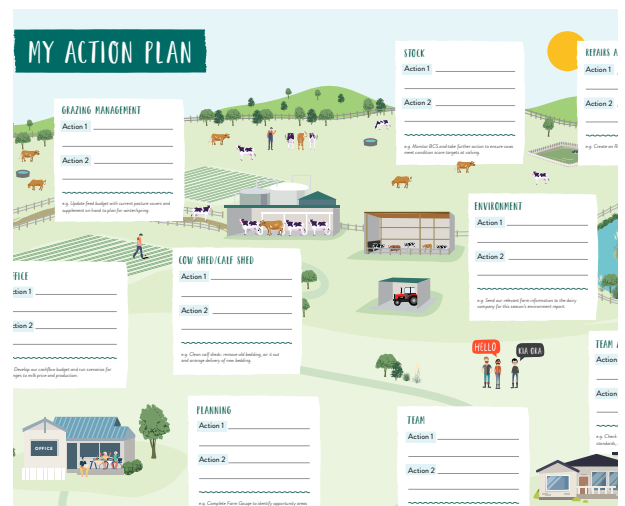 MY ACTION PLAN
GRAZING MANAGEMENT
Action 1
Action 2
e.g. Update feed budget with current pasture covers and
supplement on hand to plan for winter/spring.
STOCK
Action 1
Action 2
e.g. Monitor BCS and take further action to ensure cows
meet condition score targets at calving.
REPAIRS A
Action 1
Action 2
e.g. Create an R
ENVIRONMENT
Action 1
Action 2
e.g. Send our relevant farm information to the dairy
company for this season's environment report.
COW SHED/CALF SHED
Action 1
Action 2
e.g. Clean calf sheds: remove old bedding, air it out
and arrange delivery of new bedding.
FFICE
ction 1
ction 2
Develop our cashflow budget and run scenarios for
nges to milk price and production.
HELLO
KIA ORA
TEAM
Action
Action
e.g. Check
standards,
OFFICE
PLANNING
Action 1
Action 2
e.g. Complete Farm Gauge to identify opportunity areas
TEAM
Action 1
Action 2